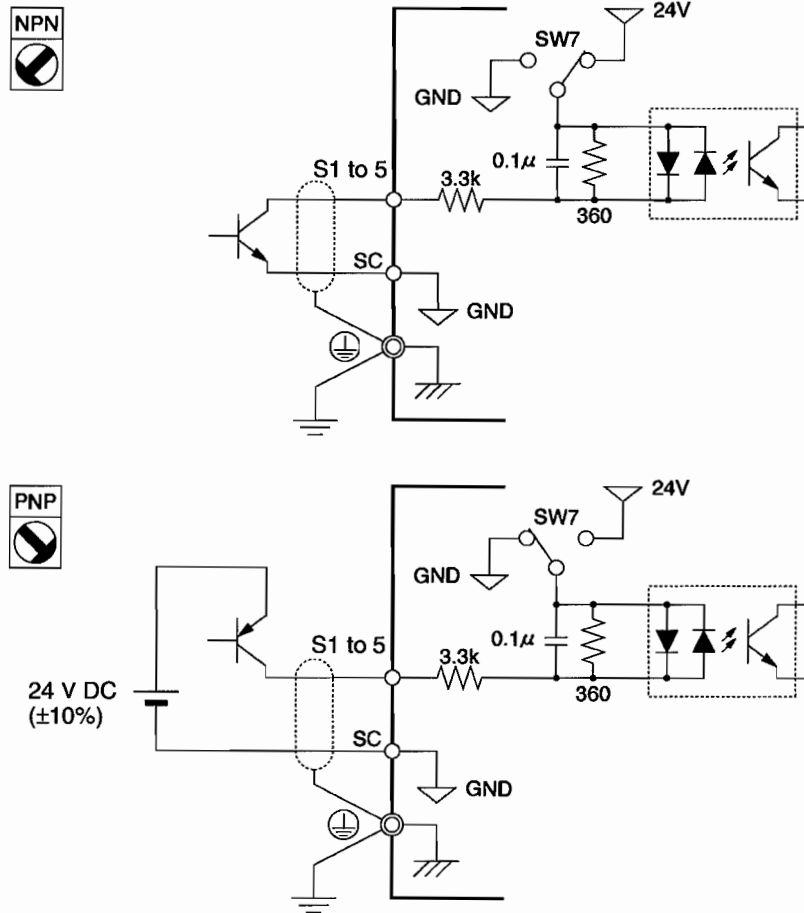 NPN
24V
SW7
GND
S1 to 5
3.3k
0.1μ
360
SC
GND
PNP
24V
SW7
GND
S1 to 5
3.3k
0.1μ
360
24 V DC
(±10%)
SC
GND